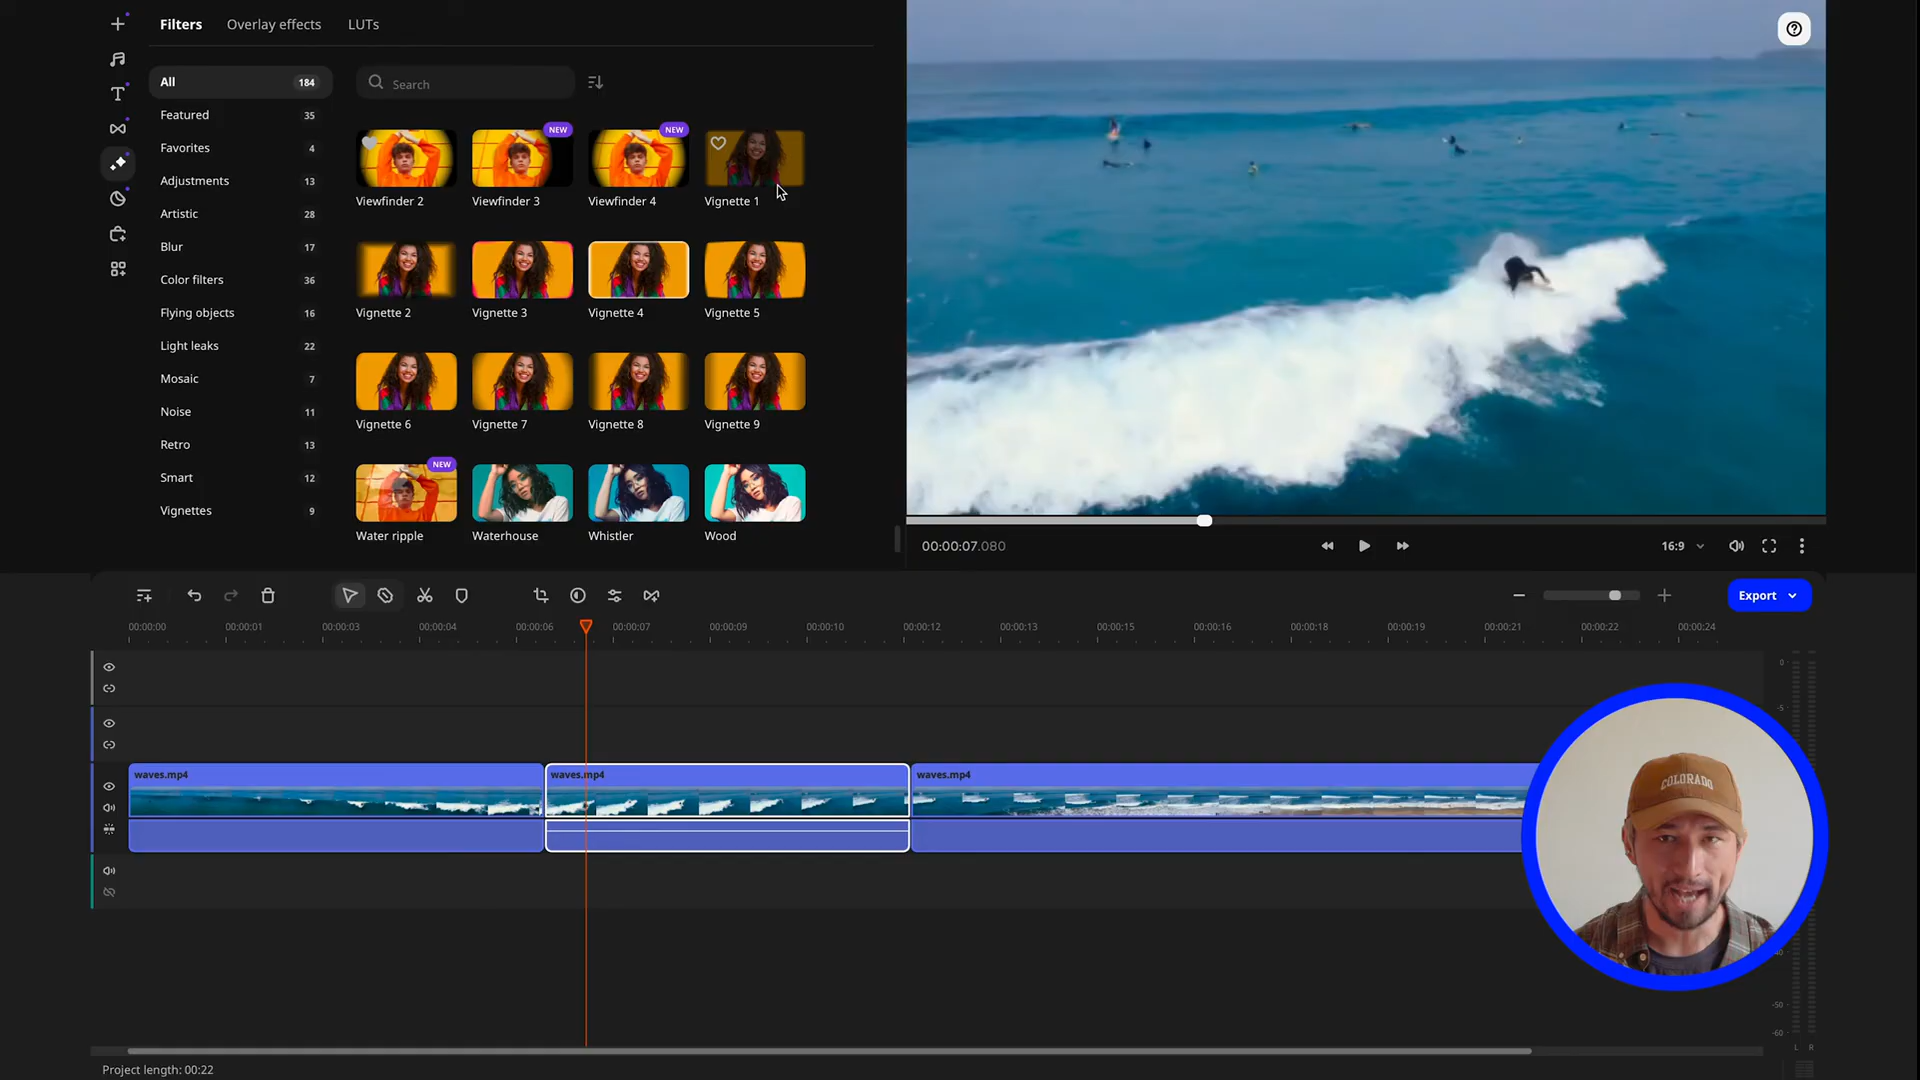 Filters Overlay effects LUTs
All 184
Search
Featured 35
Favorites 4
Adjustments 13
Artistic 28
Blur 17
Color filters 36
Flying objects 16
Light leaks 22
Mosaic 7
Noise 11
Retro 13
Smart 12
Vignettes 9
NEW NEW
Viewfinder 2 Viewfinder 3 Viewfinder 4 Vignette 1
Vignette 2 Vignette 3 Vignette 4 Vignette 5
Vignette 6 Vignette 7 Vignette 8 Vignette 9
NEW
Water ripple Waterhouse Whistler Wood
00:00:07.080
16:9
Export
00:00:00 00:00:01 00:00:03 00:00:04 00:00:06 00:00:07 00:00:09 00:00:10 00:00:12 00:00:13 00:00:15 00:00:16 00:00:18 00:00:19 00:00:21 00:00:22 00:00:24
0
-5
waves.mp4 waves.mp4 waves.mp4
COLORADO
-50
-60
L R
Project length: 00:22